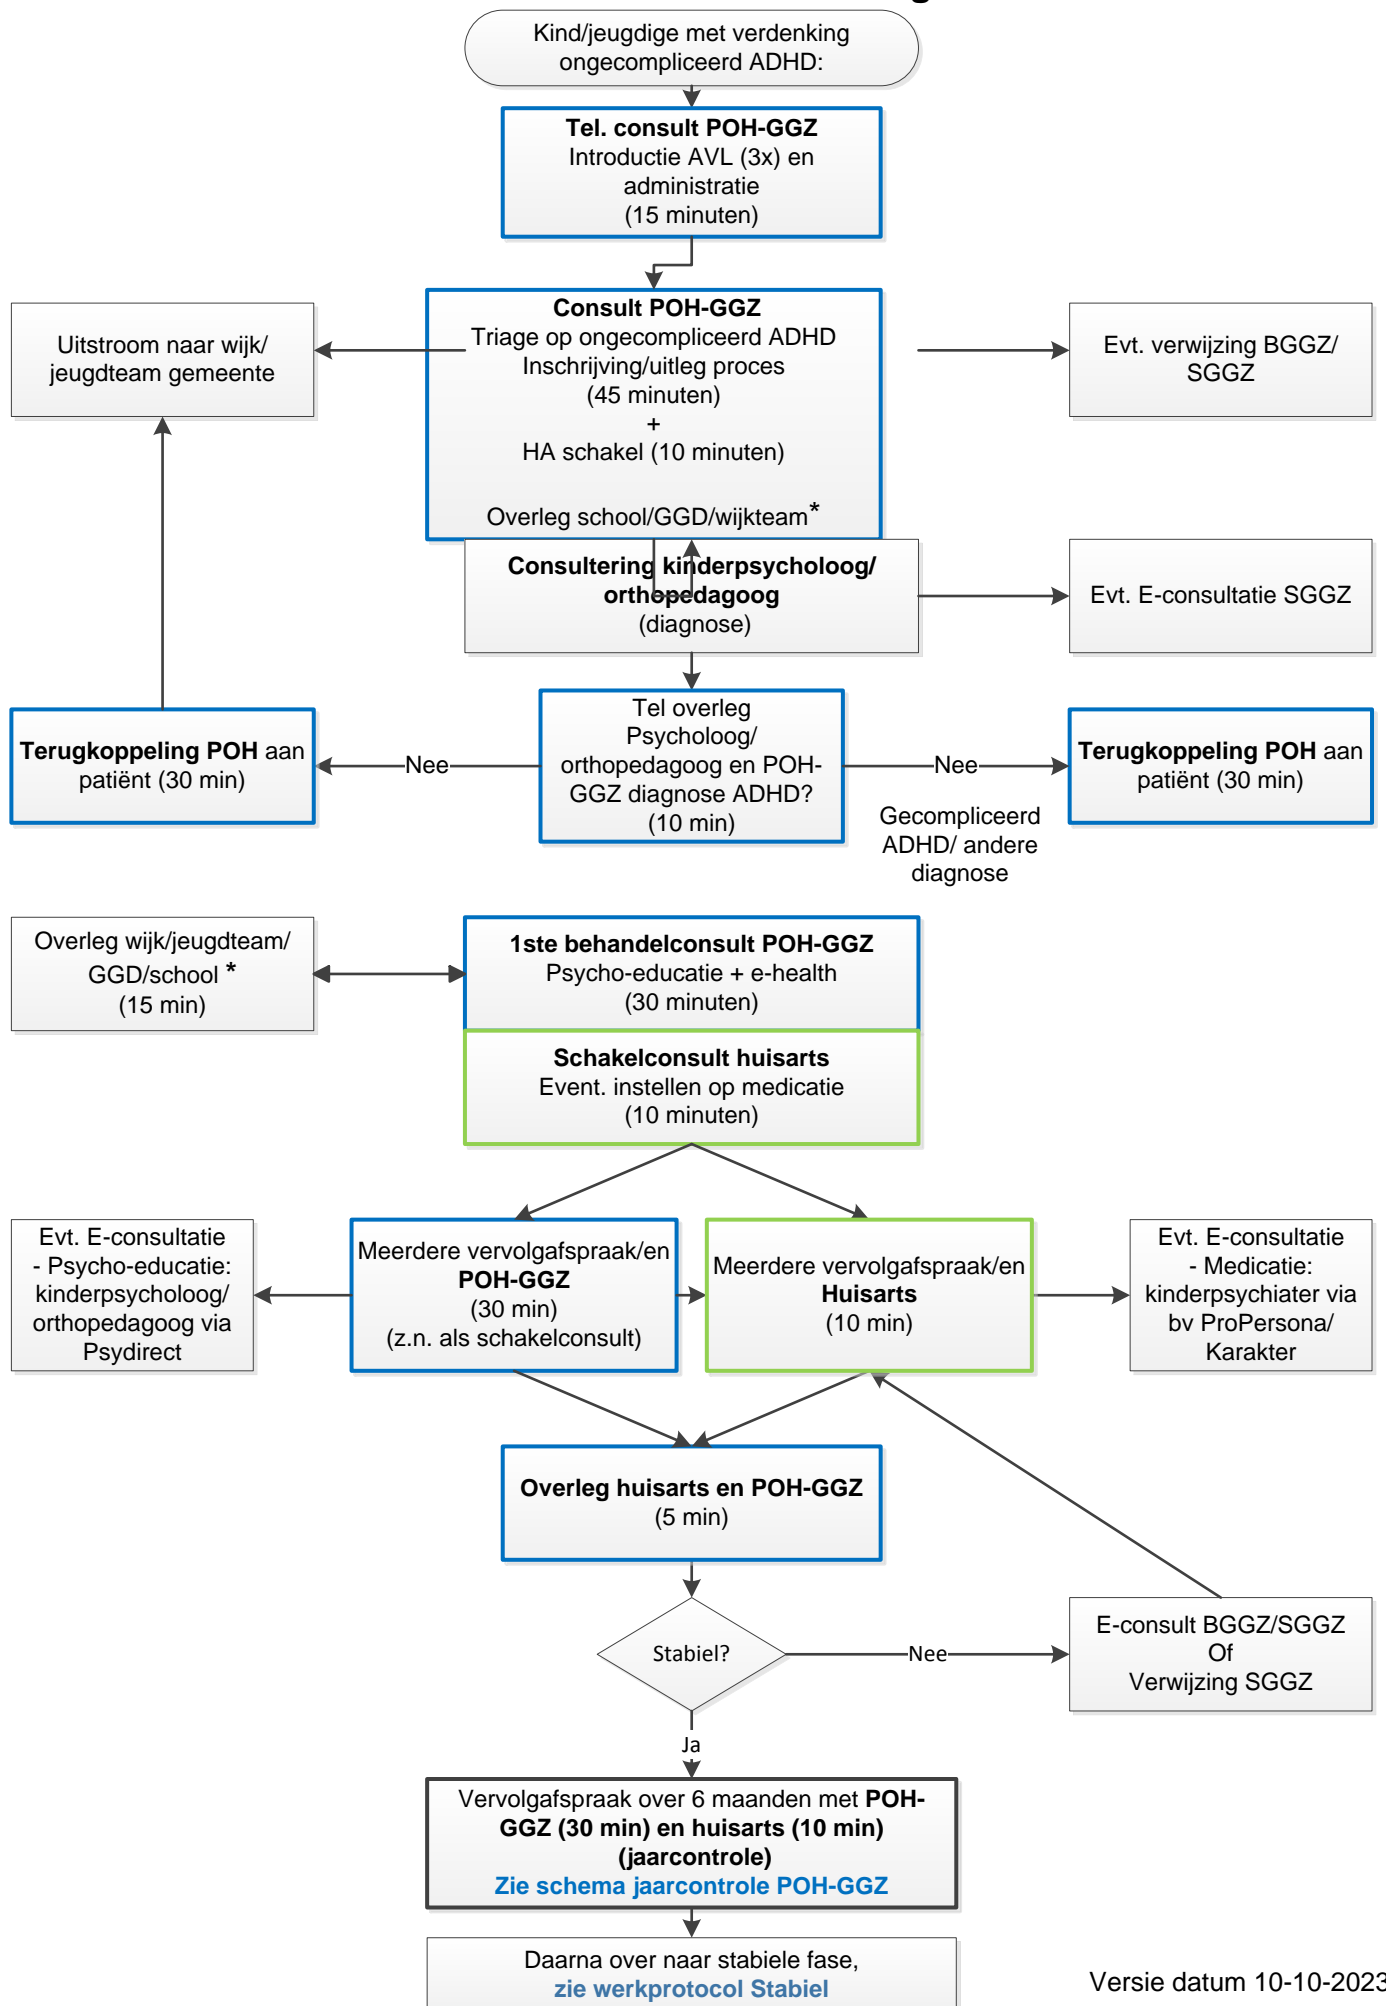 Kind/jeugdige met verdenking
ongecompliceerd ADHD:
Tel. consult POH-GGZ
Introductie AVL (3x) en
administratie
(15 minuten)
Consult POH-GGZ
Triage op ongecompliceerd ADHD
Inschrijving/uitleg proces
(45 minuten)
+
HA schakel (10 minuten)
Overleg school/GGD/wijkteam*
Uitstroom naar wijk/
jeugdteam gemeente
Evt. verwijzing BGGZ/
SGGZ
Consultering kinderpsycholoog/
orthopedagoog
(diagnose)
Evt. E-consultatie SGGZ
Terugkoppeling POH aan
patiënt (30 min)
Nee
Tel overleg
Psycholoog/
orthopedagoog en POH-
GGZ diagnose ADHD?
(10 min)
Nee
Gecompliceerd
ADHD/ andere
diagnose
Terugkoppeling POH aan
patiënt (30 min)
Overleg wijk/jeugdteam/
GGD/school *
(15 min)
1ste behandelconsult POH-GGZ
Psycho-educatie + e-health
(30 minuten)
Schakelconsult huisarts
Event. instellen op medicatie
(10 minuten)
Evt. E-consultatie
- Psycho-educatie:
kinderpsycholoog/
orthopedagoog via
Psydirect
Meerdere vervolgafspraak/en
POH-GGZ
(30 min)
(z.n. als schakelconsult)
Meerdere vervolgafspraak/en
Huisarts
(10 min)
Evt. E-consultatie
- Medicatie:
kinderpsychiater via
bv ProPersona/
Karakter
Overleg huisarts en POH-GGZ
(5 min)
Stabiel?
Nee
E-consult BGGZ/SGGZ
Of
Verwijzing SGGZ
Ja
Vervolgafspraak over 6 maanden met POH-
GGZ (30 min) en huisarts (10 min)
(jaarcontrole)
Zie schema jaarcontrole POH-GGZ
Daarna over naar stabiele fase,
zie werkprotocol Stabiel
Versie datum 10-10-2023